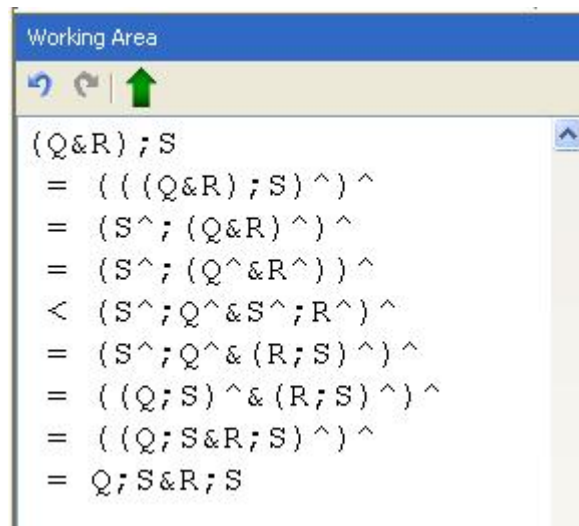 Working Area
(Q&R);S
= (((Q&R);S)^)^
= (S^;(Q&R)^)^
= (S^;(Q^&R^))^
< (S^;Q^&S^;R^)^
= (S^;Q^&(R;S)^)^
= ((Q;S)^&(R;S)^)^
= ((Q;S&R;S)^)^
= Q;S&R;S